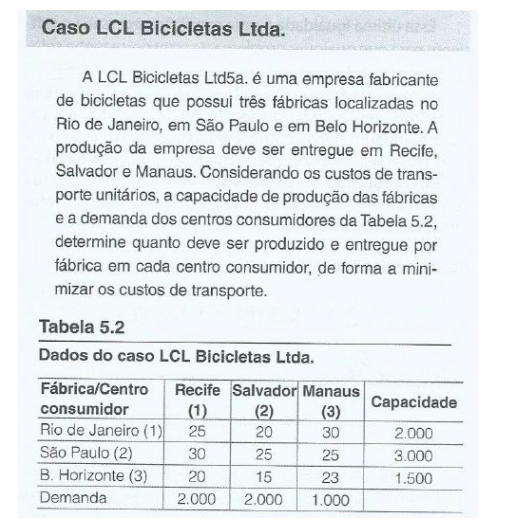 Caso LCL Bicicletas Ltda.
A LCL Bicicletas Ltd5a. é uma empresa fabricante
de bicicletas que possui três fábricas localizadas no
Rio de Janeiro, em São Paulo e em Belo Horizonte. A
produção da empresa deve ser entregue em Recife,
Salvador e Manaus. Considerando os custos de trans-
porte unitários, a capacidade de produção das fábricas
e a demanda dos centros consumidores da Tabela 5.2,
determine quanto deve ser produzido e entregue por
fábrica em cada centro consumidor, de forma a mini-
mizar os custos de transporte.
Tabela 5.2
Dados do caso LCL Bicicletas Ltda.
Fábrica/Centro consumidor Recife (1) Salvador (2) Manaus (3) Capacidade
Rio de Janeiro (1) 25 20 30 2.000
São Paulo (2) 30 25 25 3.000
B. Horizonte (3) 20 15 23 1.500
Demanda 2.000 2.000 1.000